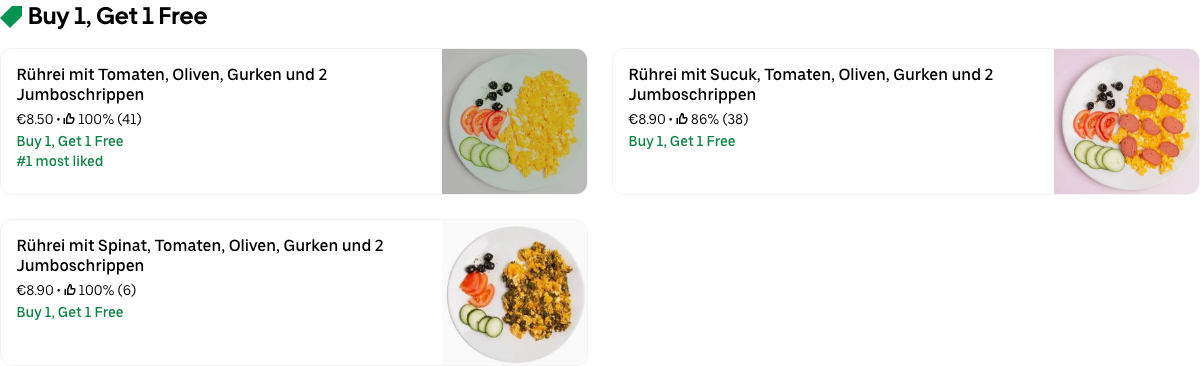 Buy 1, Get 1 Free
Rührei mit Tomaten, Oliven, Gurken und 2
Jumboschrippen
€8.50 • 100% (41)
Buy 1, Get 1 Free
#1 most liked
Rührei mit Sucuk, Tomaten, Oliven, Gurken und 2
Jumboschrippen
€8.90 • 86% (38)
Buy 1, Get 1 Free
Rührei mit Spinat, Tomaten, Oliven, Gurken und 2
Jumboschrippen
€8.90 • 100% (6)
Buy 1, Get 1 Free